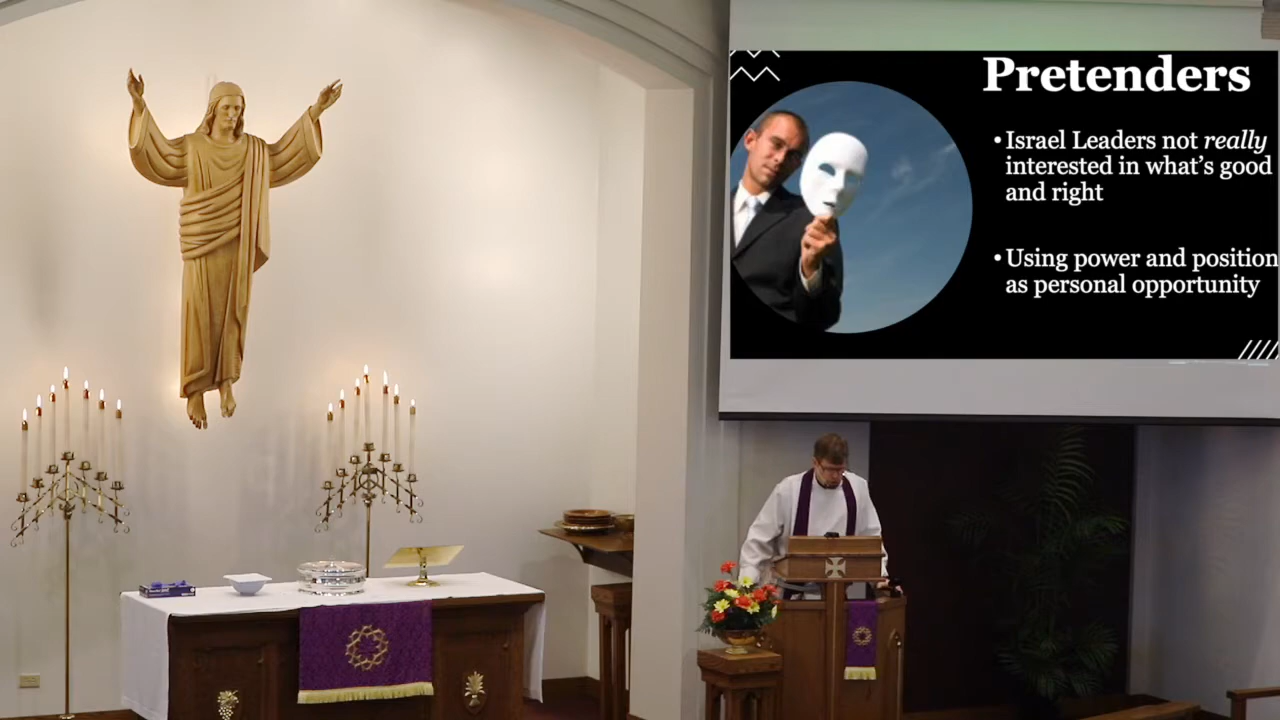 Pretenders
• Israel Leaders not really
interested in what's good
and right
• Using power and position
as personal opportunity